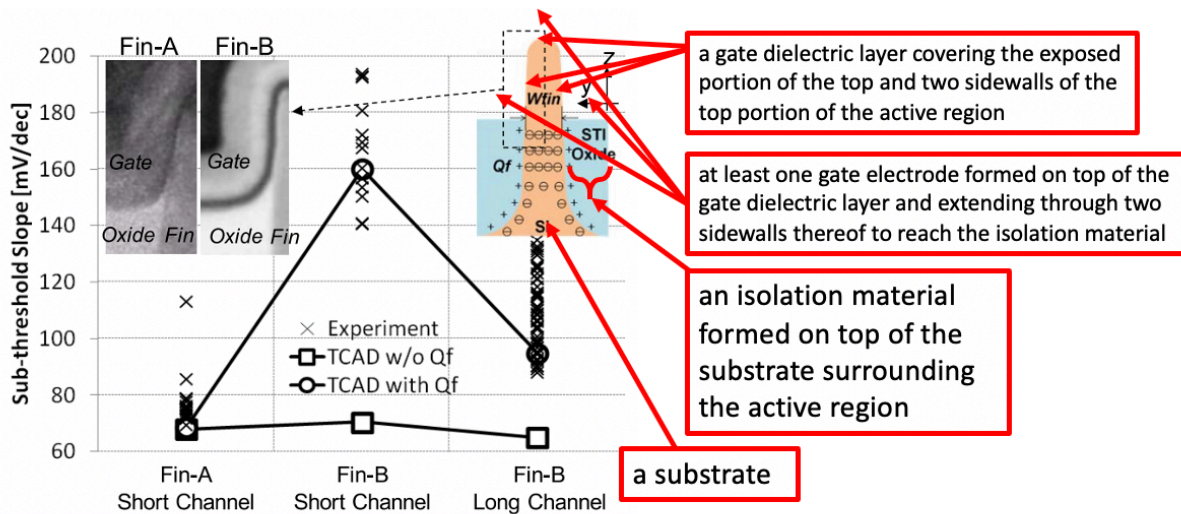 Sub-threshold Slope [mV/dec]
200
180
160
140
120
100
80
60
Fin-A
Fin-B
Gate
Oxide Fin
Gate
Oxide Fin
Experiment
TCAD w/o Qf
TCAD with Qf
Fin-A
Short Channel
Fin-B
Short Channel
Fin-B
Long Channel
z
y
Wfin
STI
Oxide
Qf
a gate dielectric layer covering the exposed
portion of the top and two sidewalls of the
top portion of the active region
at least one gate electrode formed on top of the
gate dielectric layer and extending through two
sidewalls thereof to reach the isolation material
an isolation material
formed on top of the
substrate surrounding
the active region
a substrate